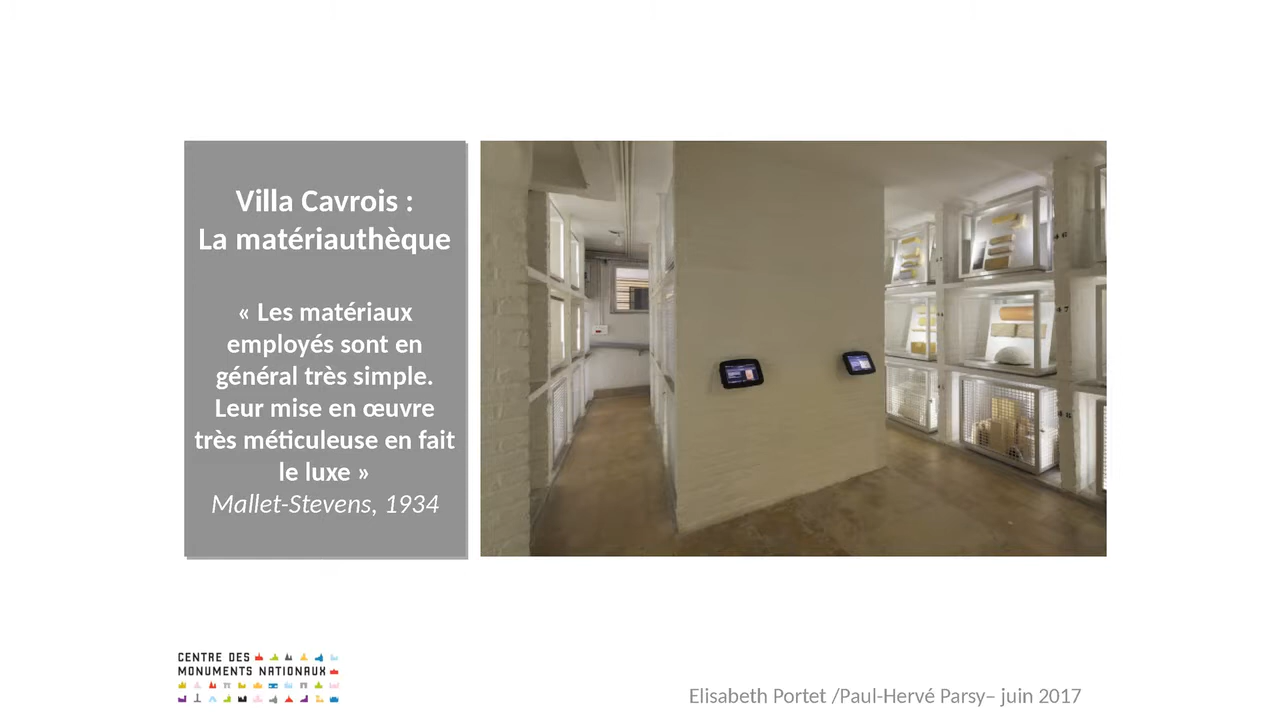 Villa Cavrois :
La matériauthèque
« Les matériaux
employés sont en
général très simple.
Leur mise en œuvre
très méticuleuse en fait
le luxe »
Mallet-Stevens, 1934
CENTRE DES
MONUMENTS NATIONAUX
Elisabeth Portet /Paul-Hervé Parsy– juin 2017